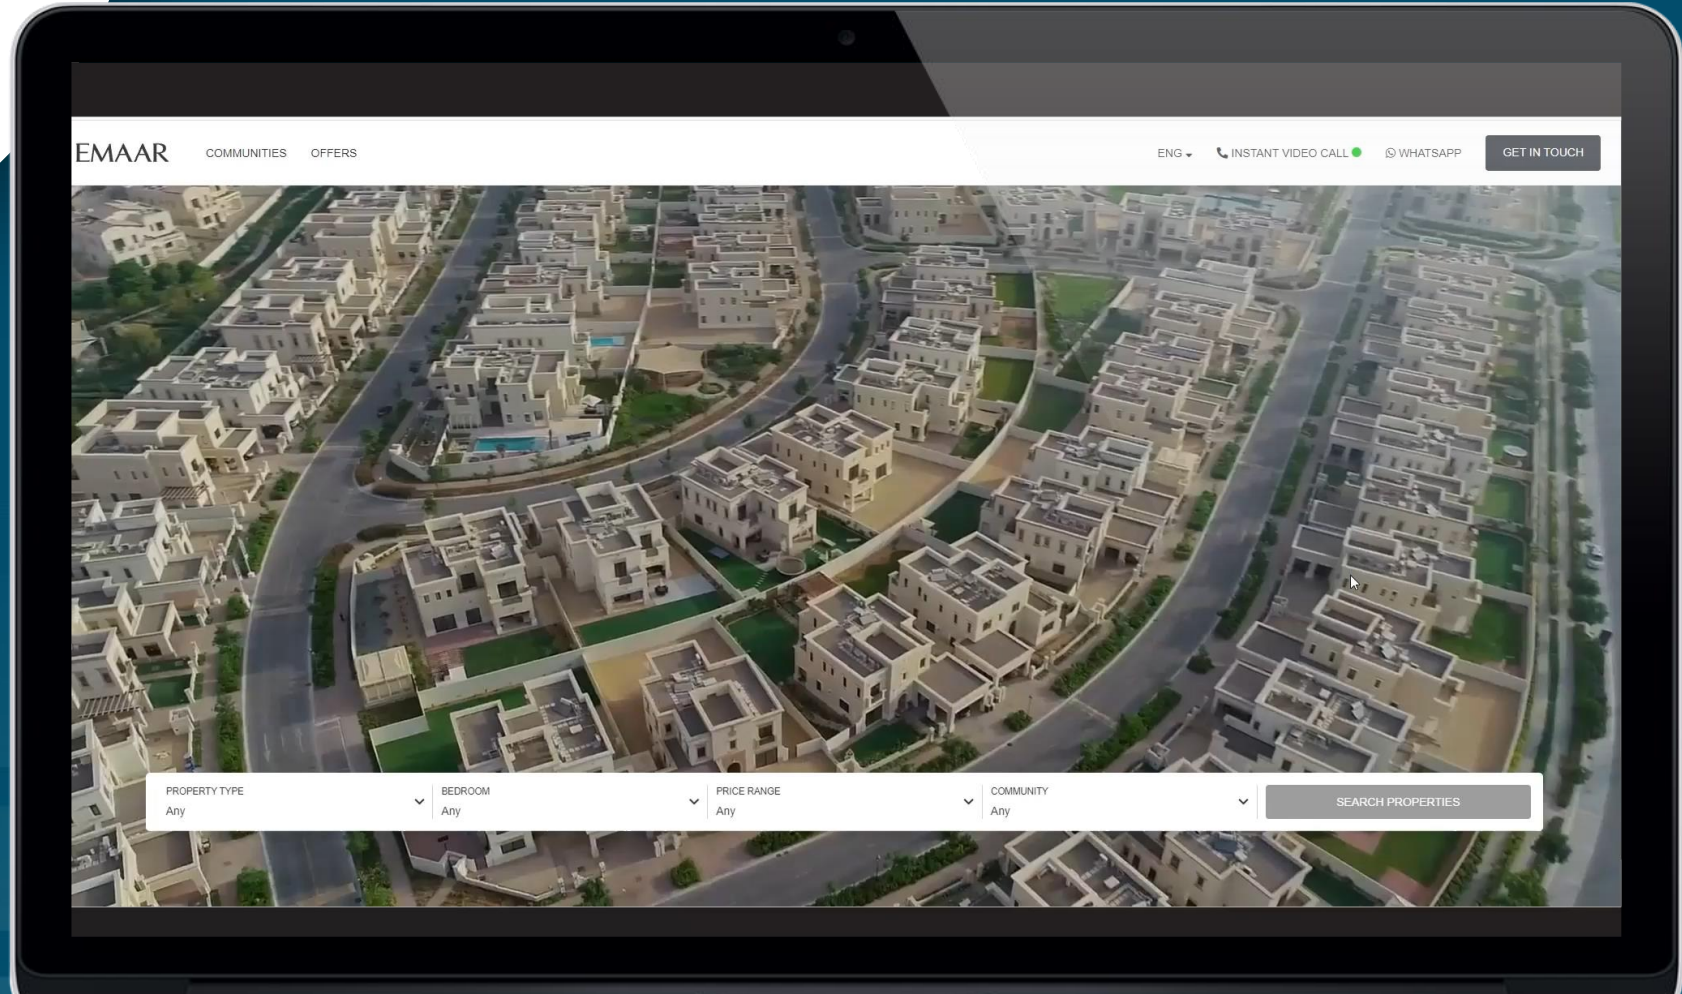 EMAAR COMMUNITIES OFFERS ENG INSTANT VIDEO CALL WHATSAPP GET IN TOUCH
PROPERTY TYPE BEDROOM PRICE RANGE COMMUNITY
Any Any Any Any SEARCH PROPERTIES